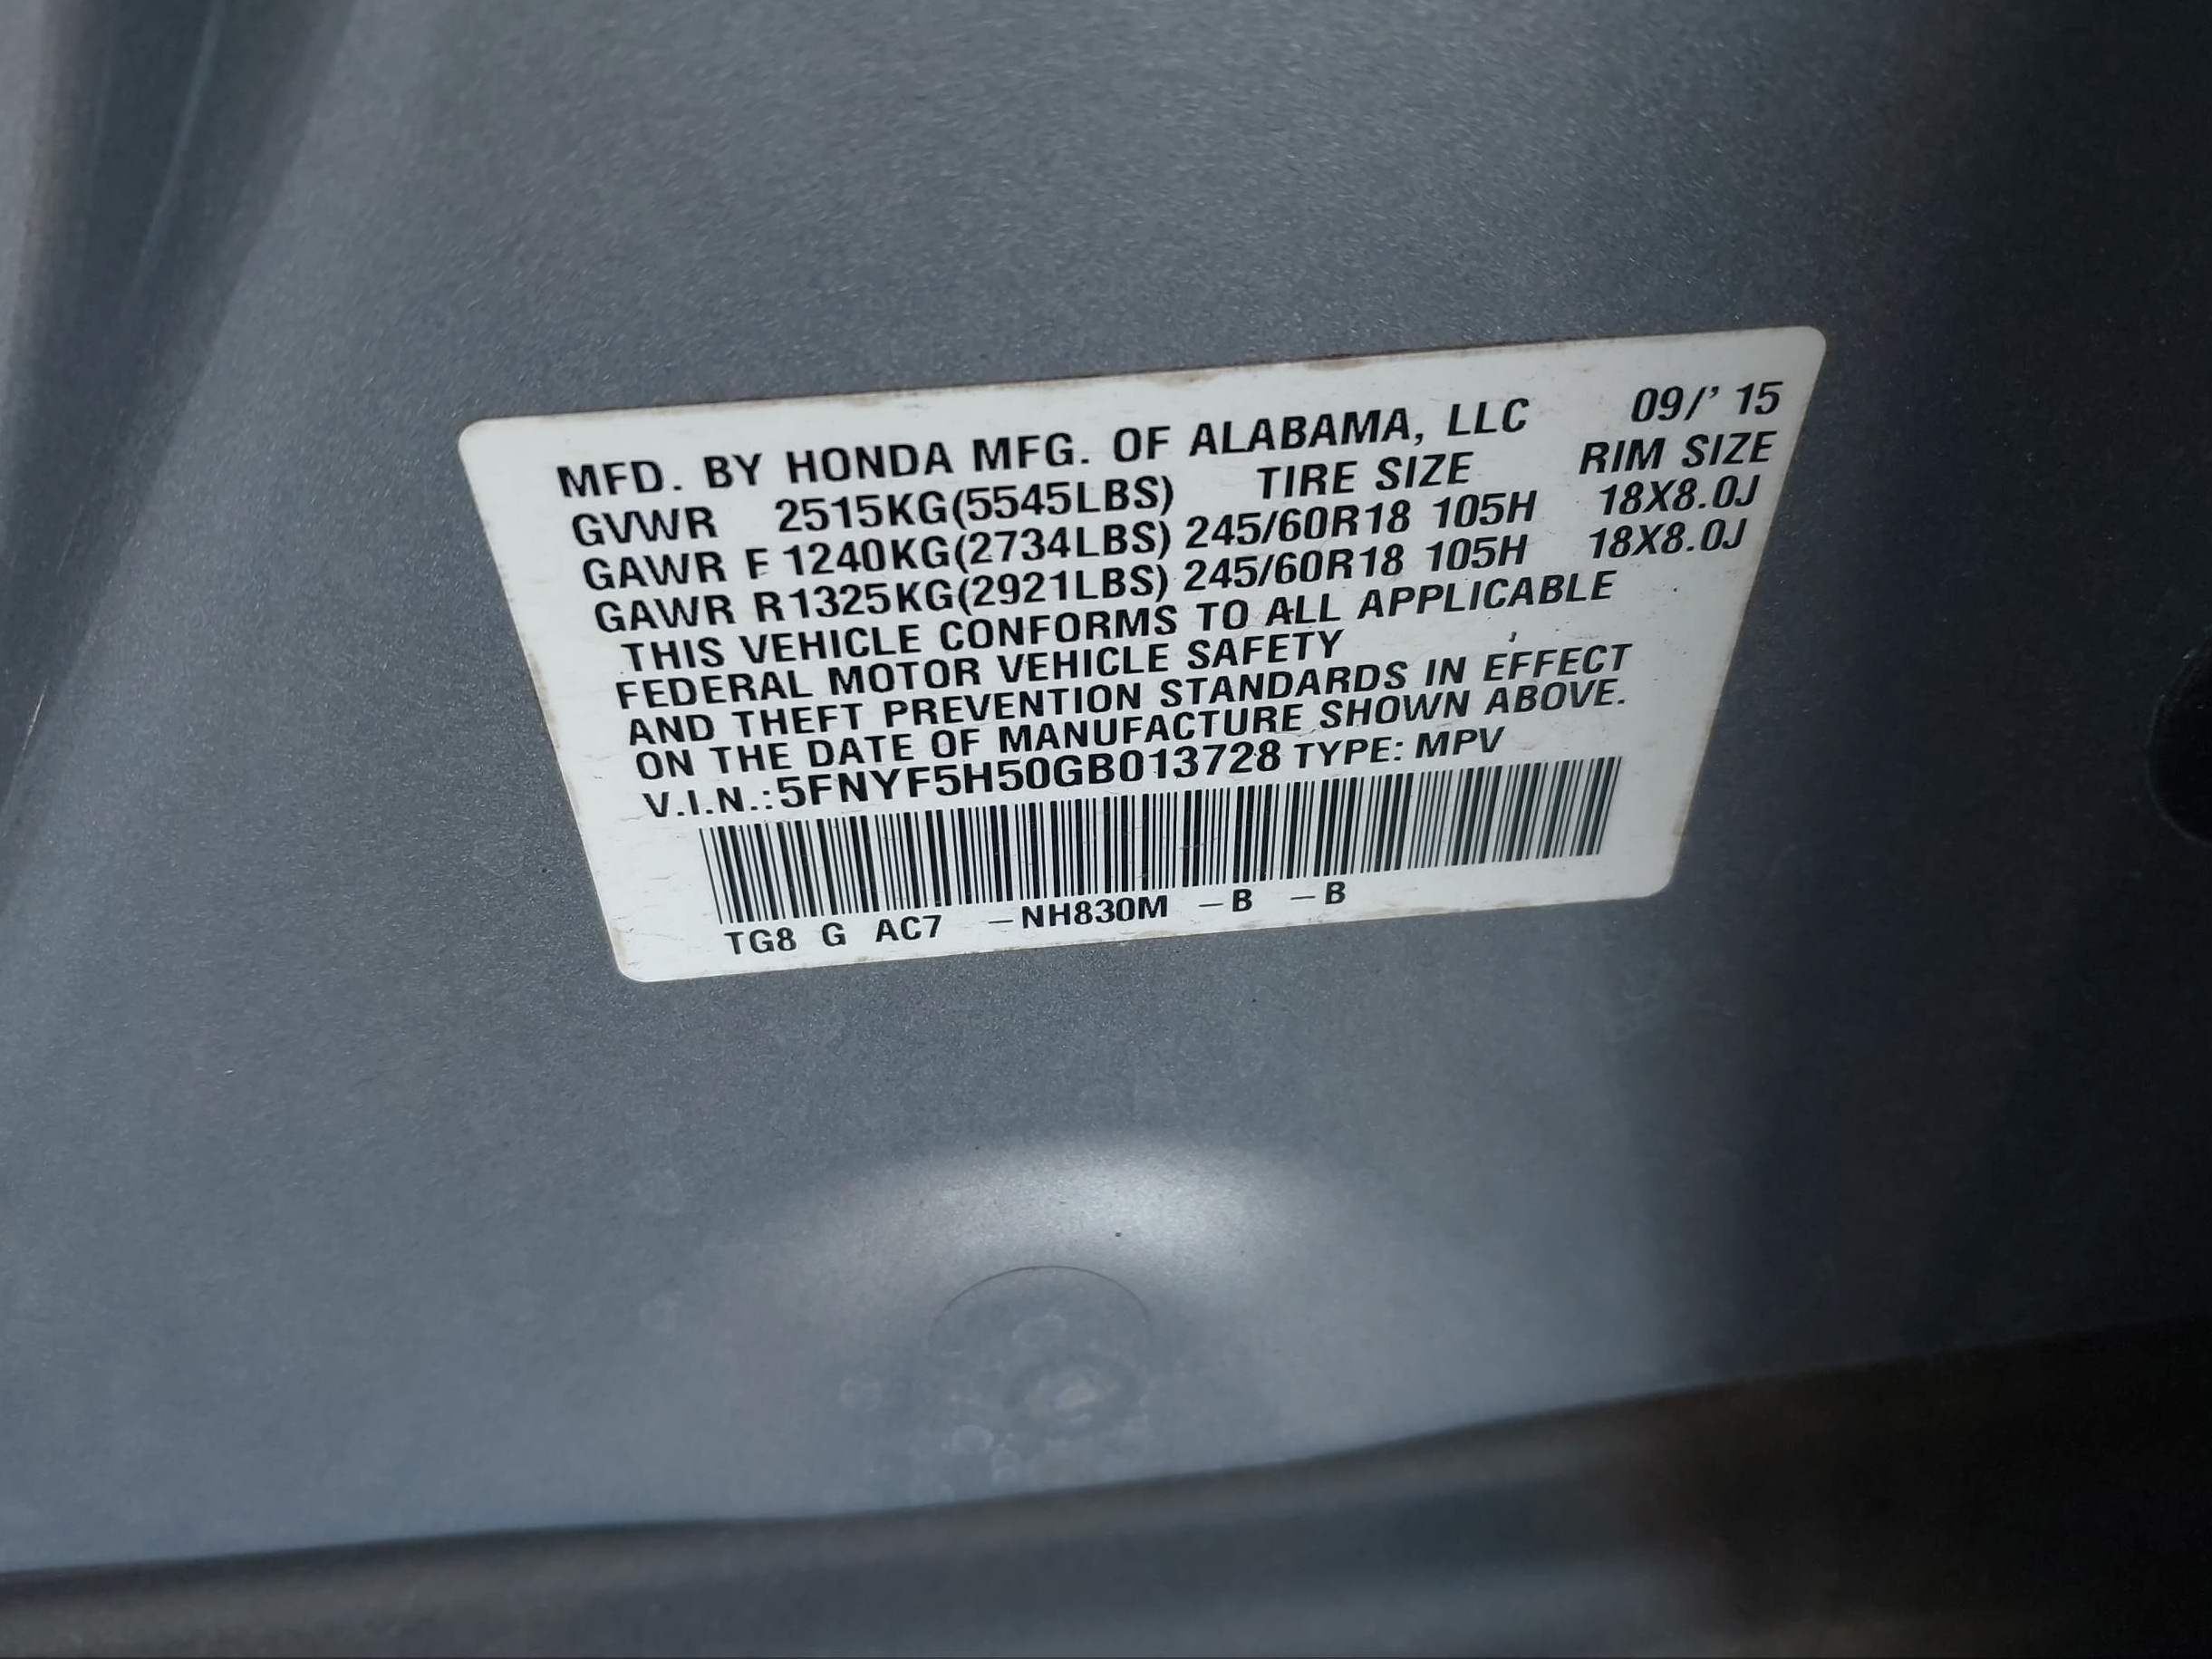 MFD. BY HONDA MFG. OF ALABAMA, LLC 09/' 15
GVWR 2515KG(5545LBS) TIRE SIZE RIM SIZE
GAWR F 1240KG(2734LBS) 245/60R18 105H 18X8.0J
GAWR R1325KG(2921LBS) 245/60R18 105H 18X8.0J
THIS VEHICLE CONFORMS TO ALL APPLICABLE
FEDERAL MOTOR VEHICLE SAFETY
AND THEFT PREVENTION STANDARDS IN EFFECT
ON THE DATE OF MANUFACTURE SHOWN ABOVE.
V.I.N.:5FNYF5H50GB013728 TYPE: MPV
TG8 G AC7 –NH830M –B –B